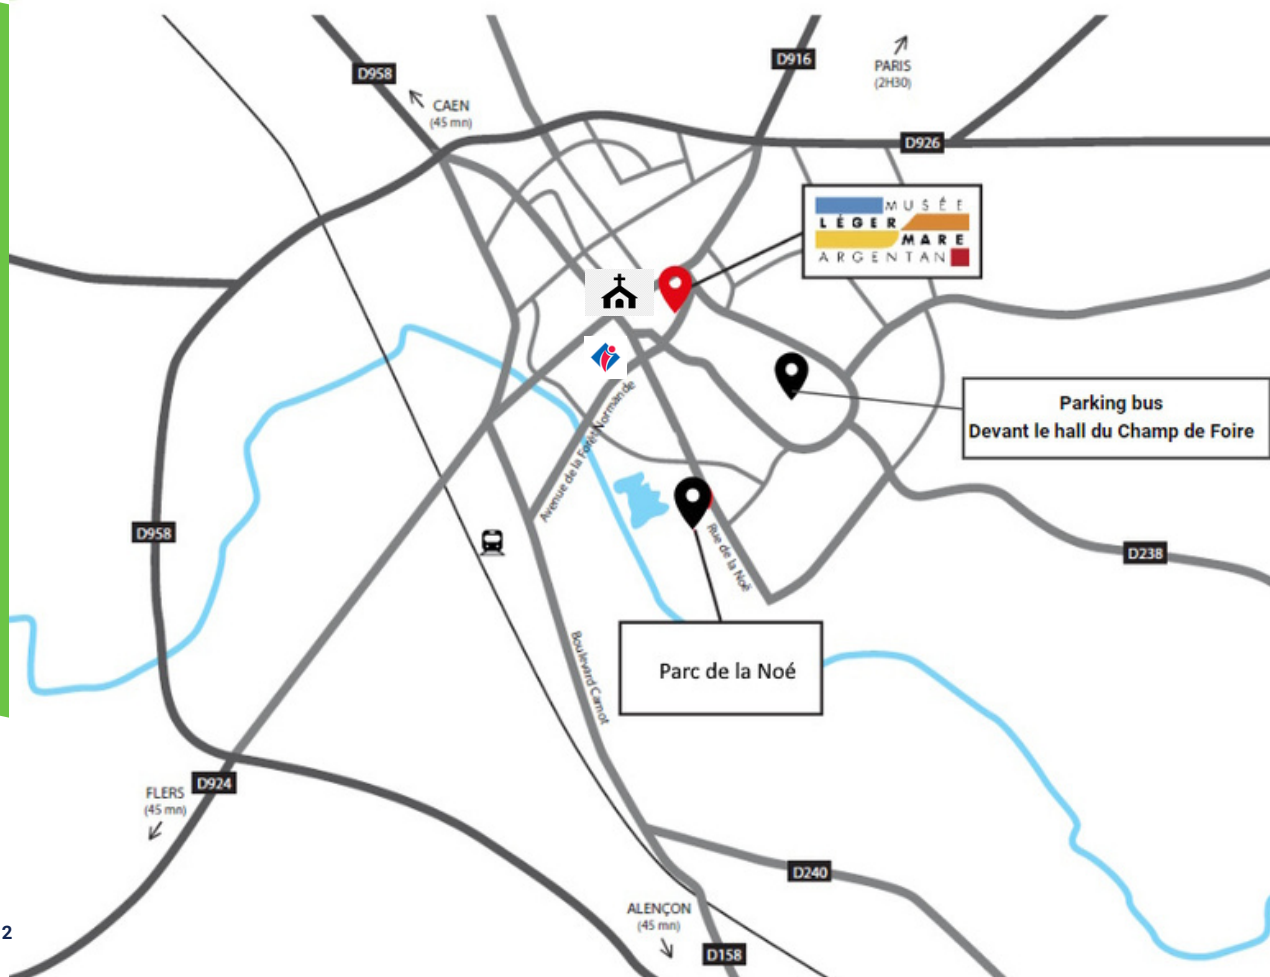 D958
D916
PARIS
(2H30)
CAEN
(45 mn)
D926
MUSÉE
LÉGER
MARE
ARGENTAN
Avenue de la Forêt Normande
Parking bus
Devant le hall du Champ de Foire
D958
Rue de la Noë
D238
Boulevard Carnot
Parc de la Noé
D924
FLERS
(45 mn)
D240
ALENÇON
(45 mn)
D158
2